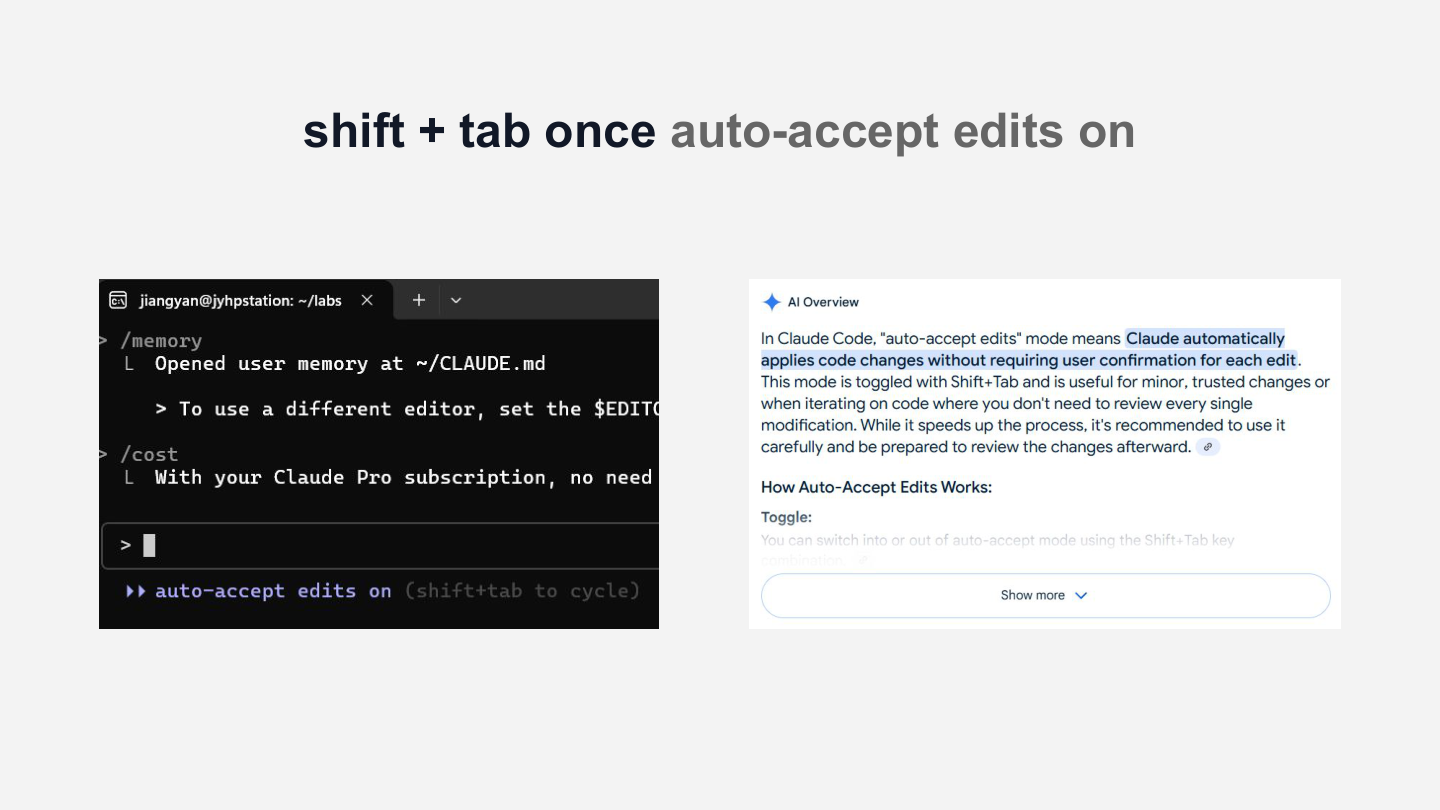 shift + tab once auto-accept edits on
jiangyan@jyhpstation: ~/labs
> /memory
└ Opened user memory at ~/CLAUDE.md
> To use a different editor, set the $EDITO
> /cost
└ With your Claude Pro subscription, no need
>
auto-accept edits on (shift+tab to cycle)
AI Overview
In Claude Code, "auto-accept edits" mode means Claude automatically
applies code changes without requiring user confirmation for each edit.
This mode is toggled with Shift+Tab and is useful for minor, trusted changes or
when iterating on code where you don't need to review every single
modification. While it speeds up the process, it's recommended to use it
carefully and be prepared to review the changes afterward.
How Auto-Accept Edits Works:
Toggle:
You can switch into or out of auto-accept mode using the Shift+Tab key
combination.
Show more